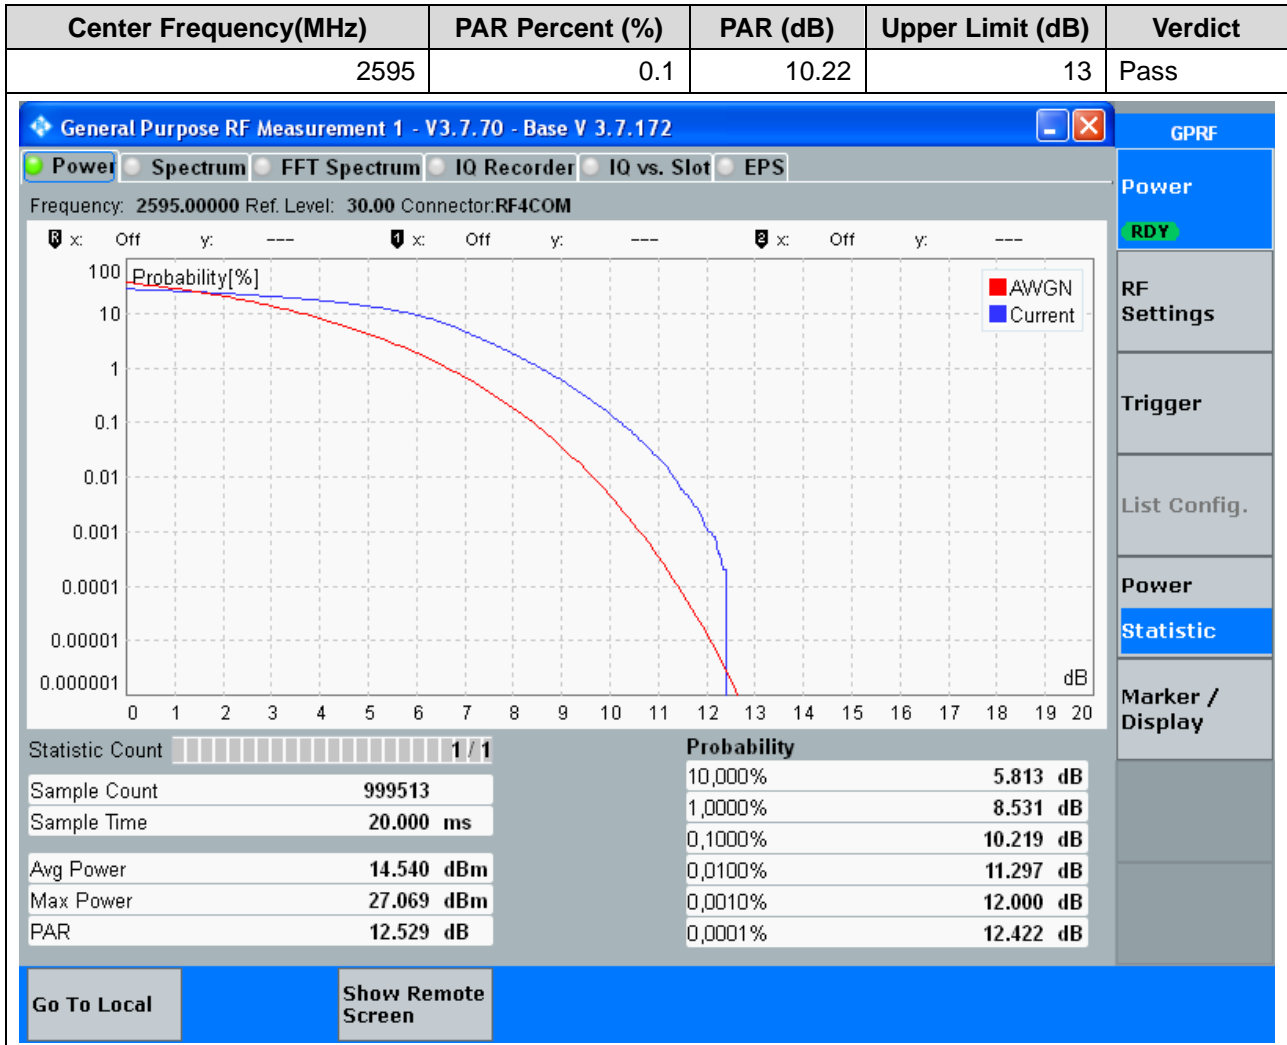 Center Frequency(MHz) PAR Percent (%) PAR (dB) Upper Limit (dB) Verdict
2595 0.1 10.22 13 Pass
General Purpose RF Measurement 1 - V3.7.70 - Base V 3.7.172
GPRF
Power Spectrum FFT Spectrum IQ Recorder IQ vs. Slot EPS
Frequency: 2595.00000 Ref. Level: 30.00 Connector:RF4COM
R x: Off y: --- 1 x: Off y: --- 2 x: Off y: ---
Probability[%]
AWGN
Current
100
10
1
0.1
0.01
0.001
0.0001
0.00001
0.000001
dB
0 1 2 3 4 5 6 7 8 9 10 11 12 13 14 15 16 17 18 19 20
Statistic Count 1 / 1
Sample Count 999513
Sample Time 20.000 ms
Avg Power 14.540 dBm
Max Power 27.069 dBm
PAR 12.529 dB
Probability
10,000% 5.813 dB
1,0000% 8.531 dB
0,1000% 10.219 dB
0,0100% 11.297 dB
0,0010% 12.000 dB
0,0001% 12.422 dB
Power
RDY
RF
Settings
Trigger
List Config.
Power
Statistic
Marker /
Display
Go To Local
Show Remote
Screen